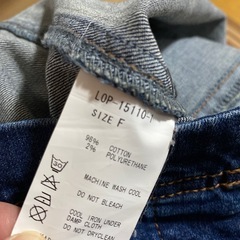 LOP-15110-1
SIZE F
98% COTTON
2% POLYURETHANE
MACHINE WASH COOL
DO NOT BLEACH
COOL IRON UNDER
DAMP CLOTH
DO NOT DRYCLEAN